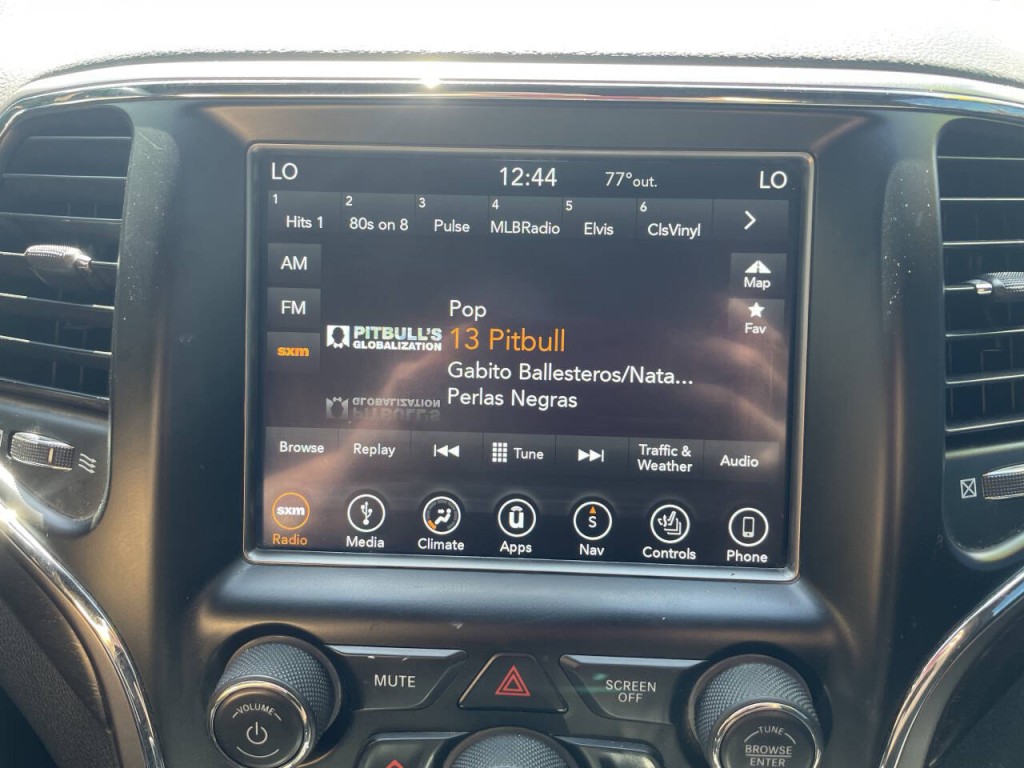 LO 12:44 77°out. LO
1 Hits 1 2 80s on 8 3 Pulse 4 MLBRadio 5 Elvis 6 ClsVinyl
AM
Map
FM
Fav
sxm
PITBULL'S
GLOBALIZATION
Pop
13 Pitbull
Gabito Ballesteros/Nata...
Perlas Negras
Browse Replay Tune Traffic &
Weather Audio
sxm
Radio Media Climate
û
Apps
S
Nav Controls Phone
MUTE
SCREEN
OFF
VOLUME
TUNE
BROWSE
ENTER